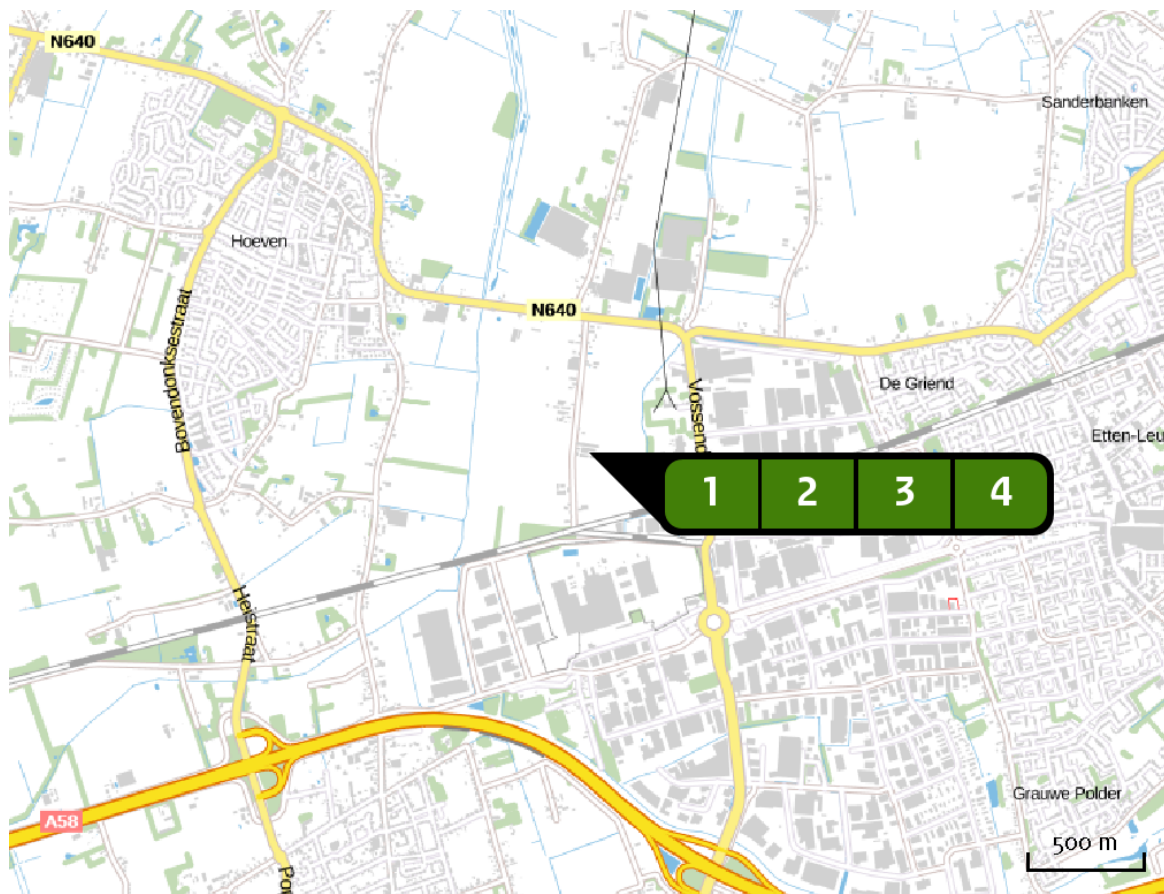 N640
Sanderbanken
Hoeven
N640
Bovendonksestraat
De Griend
Vossend
Etten-Leu
1 2 3 4
Heistraat
Grauwe Polder
A58
500 m